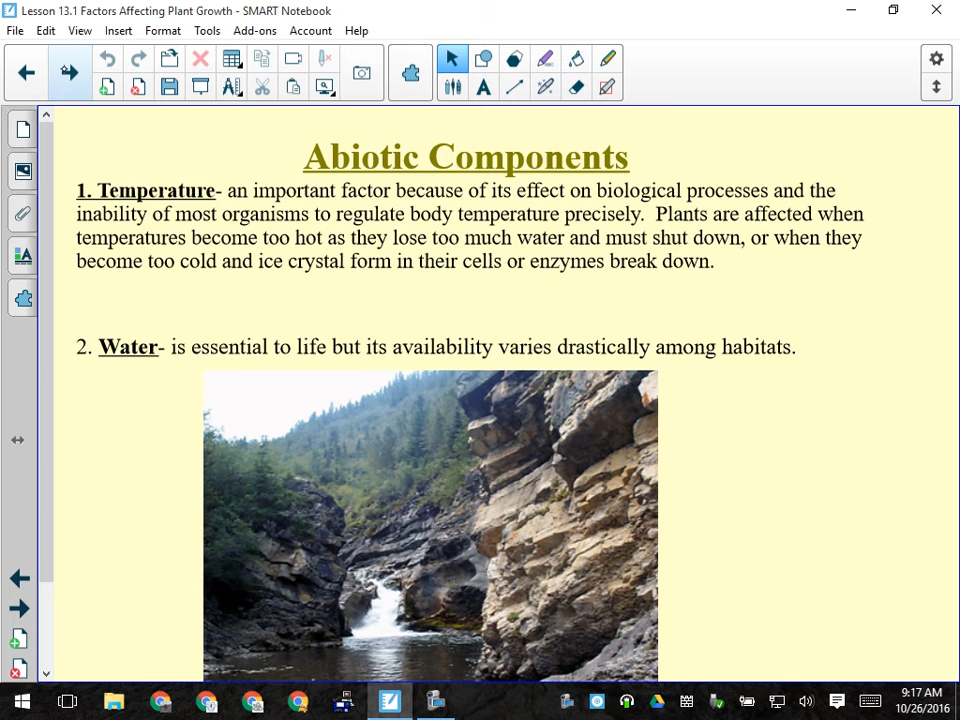 Lesson 13.1 Factors Affecting Plant Growth - SMART Notebook
File Edit View Insert Format Tools Add-ons Account Help
Abiotic Components
1. Temperature- an important factor because of its effect on biological processes and the
inability of most organisms to regulate body temperature precisely.  Plants are affected when
temperatures become too hot as they lose too much water and must shut down, or when they
become too cold and ice crystal form in their cells or enzymes break down.
2. Water- is essential to life but its availability varies drastically among habitats.
9:17 AM
10/26/2016